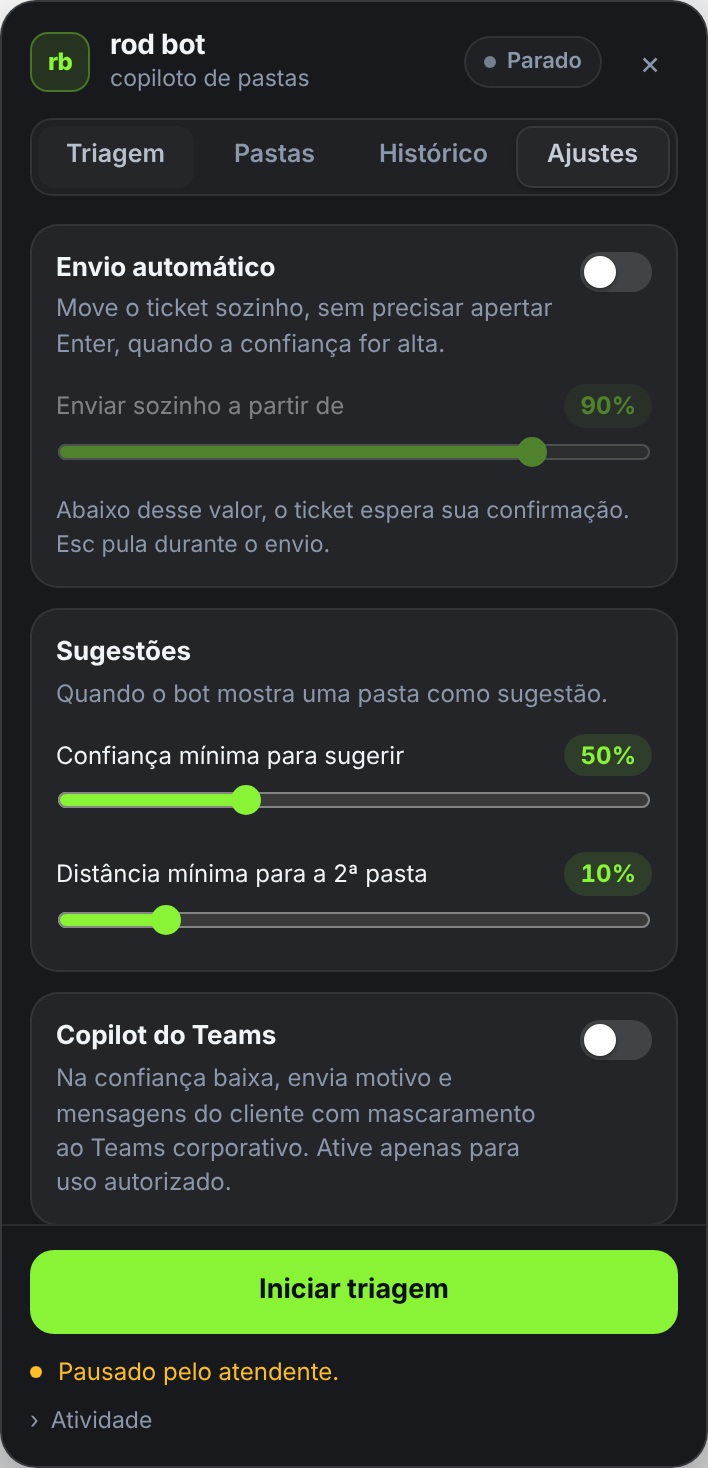 rb
rod bot
copiloto de pastas
Parado
×
Triagem
Pastas
Histórico
Ajustes
Envio automático
Move o ticket sozinho, sem precisar apertar
Enter, quando a confiança for alta.
Enviar sozinho a partir de
90%
Abaixo desse valor, o ticket espera sua confirmação.
Esc pula durante o envio.
Sugestões
Quando o bot mostra uma pasta como sugestão.
Confiança mínima para sugerir
50%
Distância mínima para a 2ª pasta
10%
Copilot do Teams
Na confiança baixa, envia motivo e
mensagens do cliente com mascaramento
ao Teams corporativo. Ative apenas para
uso autorizado.
Iniciar triagem
Pausado pelo atendente.
› Atividade